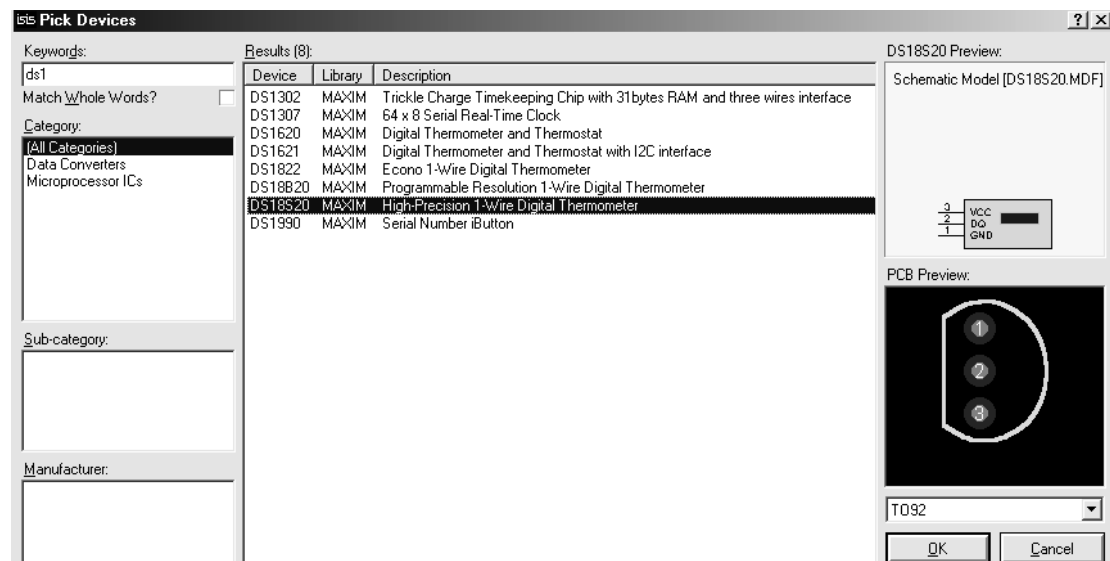 isis Pick Devices
? ×
Keywords:
ds1
Match Whole Words?
Category:
(All Categories)
Data Converters
Microprocessor ICs
Sub-category:
Manufacturer:
Results (8):
Device Library Description
DS1302 MAXIM Trickle Charge Timekeeping Chip with 31bytes RAM and three wires interface
DS1307 MAXIM 64 x 8 Serial Real-Time Clock
DS1620 MAXIM Digital Thermometer and Thermostat
DS1621 MAXIM Digital Thermometer and Thermostat with I2C interface
DS1822 MAXIM Econo 1-Wire Digital Thermometer
DS18B20 MAXIM Programmable Resolution 1-Wire Digital Thermometer
DS18S20 MAXIM High-Precision 1-Wire Digital Thermometer
DS1990 MAXIM Serial Number iButton
DS18S20 Preview:
Schematic Model [DS18S20.MDF]
3 VCC
2 DQ
1 GND
PCB Preview:
1
2
3
TO92
OK Cancel